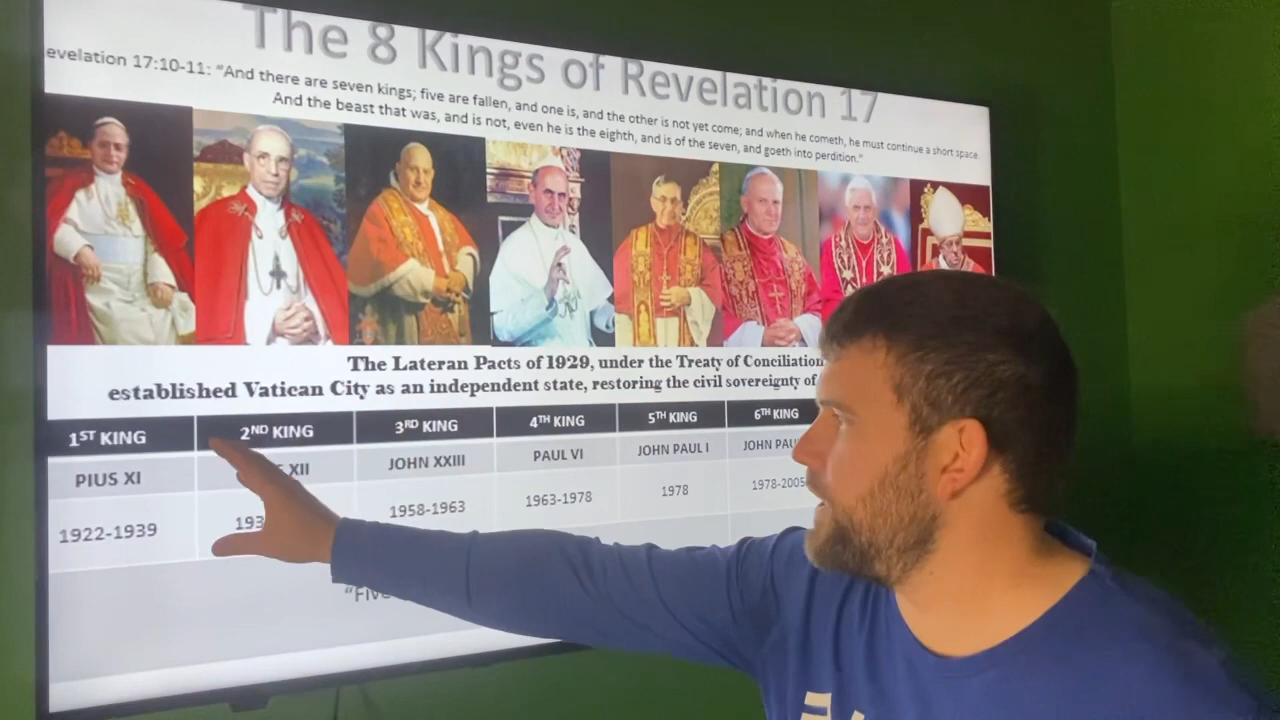 The 8 Kings of Revelation 17
evelation 17:10-11: “And there are seven kings; five are fallen, and one is, and the other is not yet come; and when he cometh, he must continue a short space.
And the beast that was, and is not, even he is the eighth, and is of the seven, and goeth into perdition.”
The Lateran Pacts of 1929, under the Treaty of Conciliation
established Vatican City as an independent state, restoring the civil sovereignty of
1ST KING 2ND KING 3RD KING 4TH KING 5TH KING 6TH KING
PIUS XI XII JOHN XXIII PAUL VI JOHN PAUL I JOHN PAU
1922-1939 193 1958-1963 1963-1978 1978 1978-2005
“Fiv